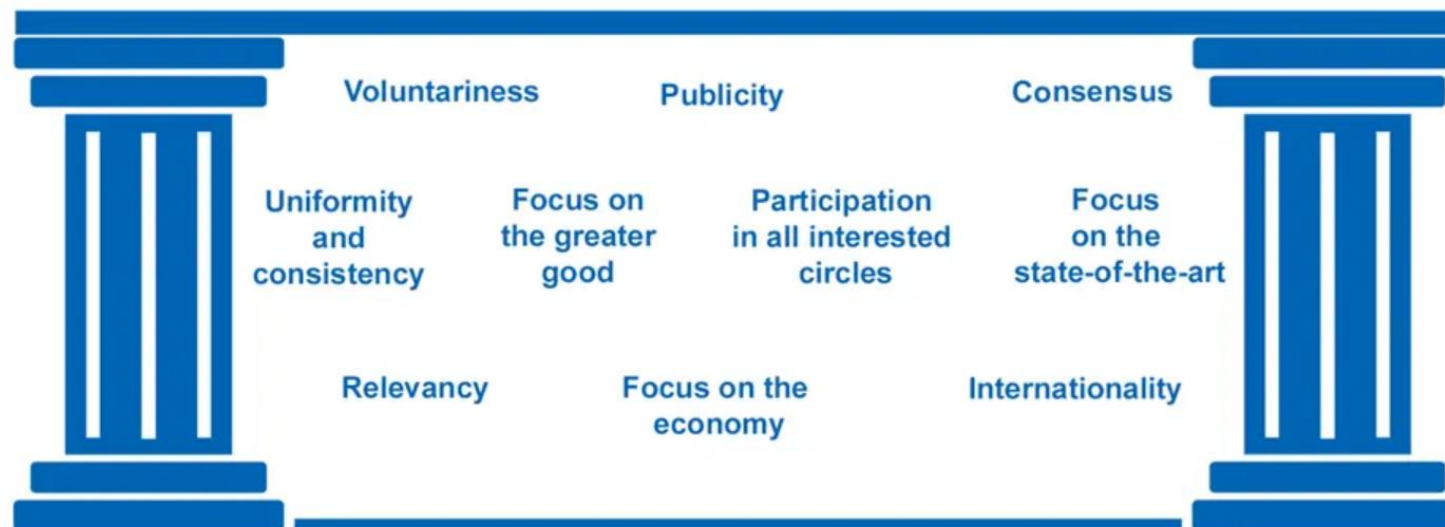 Voluntariness
Publicity
Consensus
Uniformity
and
consistency
Focus on
the greater
good
Participation
in all interested
circles
Focus
on the
state-of-the-art
Relevancy
Focus on the
economy
Internationality